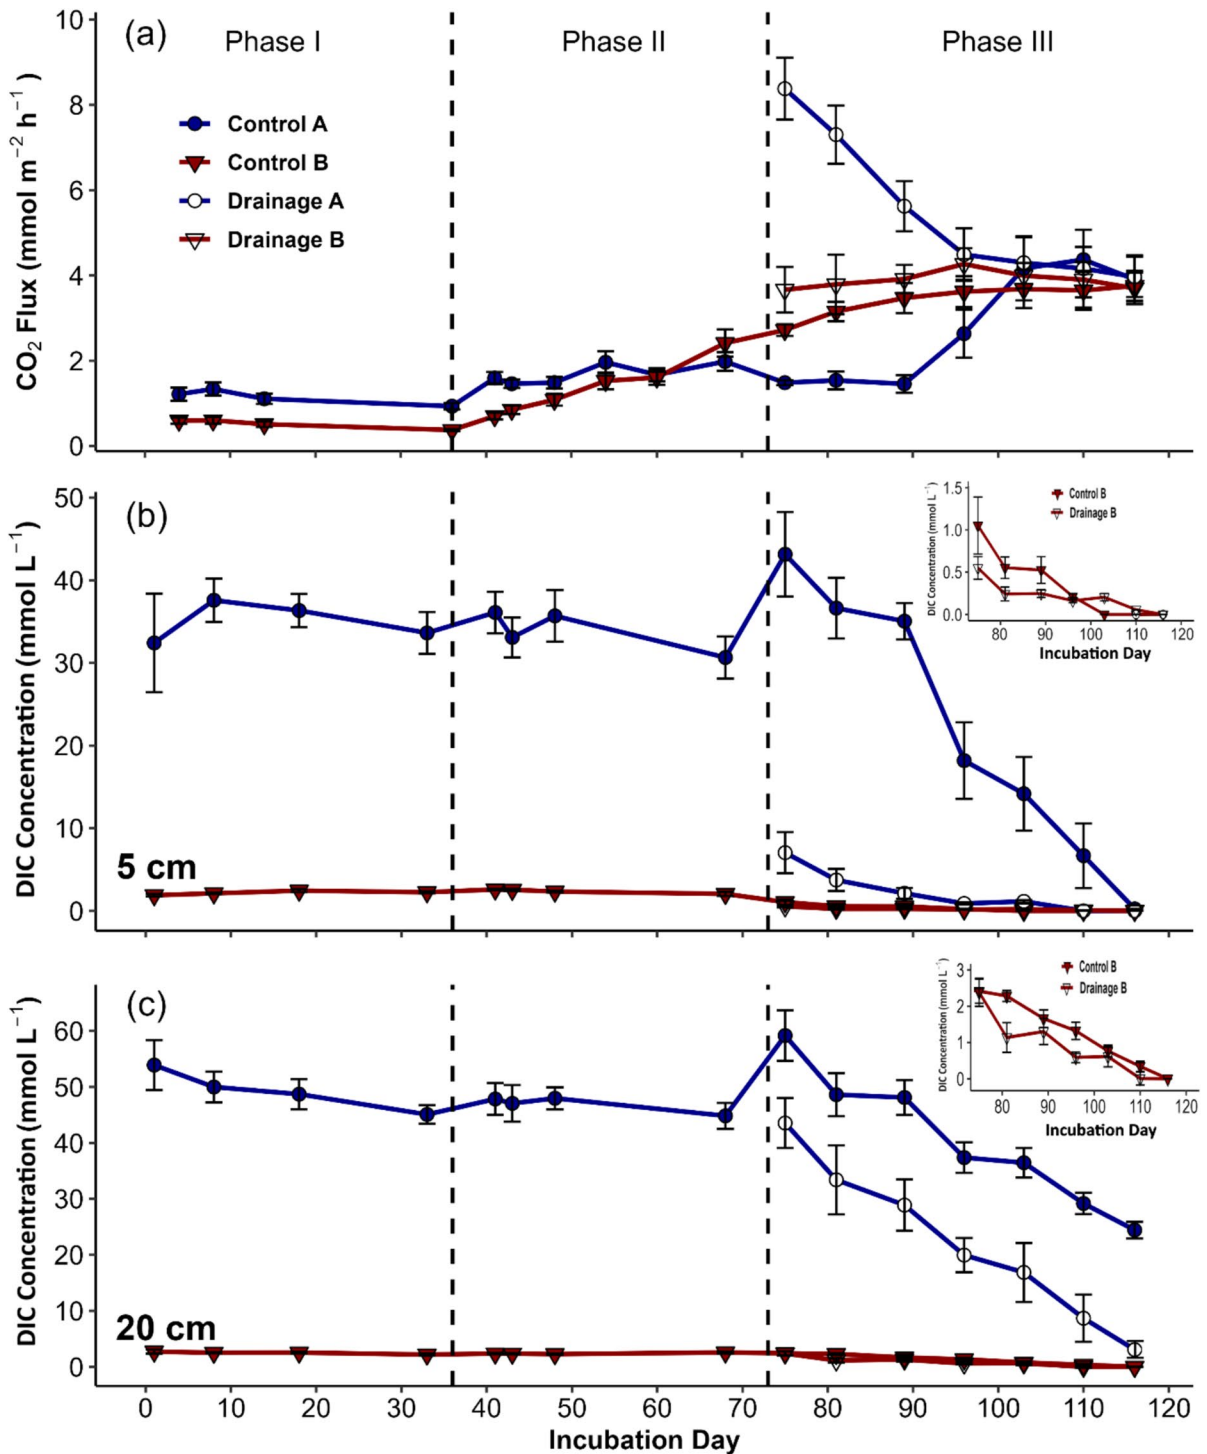 (a)
Phase I
Phase II
Phase III
CO₂ Flux (mmol m⁻² h⁻¹)
10
8
6
4
2
0
Control A
Control B
Drainage A
Drainage B
(b)
DIC Concentration (mmol L⁻¹)
50
40
30
20
10
0
5 cm
DIC Concentration (mmol L⁻¹)
1.5
1.0
0.5
0.0
Control B
Drainage B
80 90 100 110 120
Incubation Day
(c)
DIC Concentration (mmol L⁻¹)
60
50
40
30
20
10
0
20 cm
DIC Concentration (mmol L⁻¹)
3
2
1
0
Control B
Drainage B
80 90 100 110 120
Incubation Day
0 10 20 30 40 50 60 70 80 90 100 110 120
Incubation Day